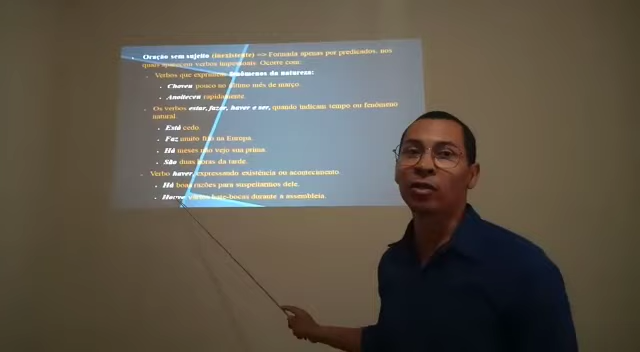 Oração sem sujeito (inexistente) => Formada apenas por predicados, nos
quais aparecem verbos impessoais. Ocorre com:
Verbos que exprimem fenômenos da natureza:
Choveu pouco no último mês de março
Anoiteceu rapidamente.
Os verbos estar, fazer, haver e ser, quando indicam tempo ou fenômeno
natural.
Está cedo.
Faz muito frio na Europa.
Há meses não vejo sua prima.
São duas horas da tarde.
Verbo haver, expressando existência ou acontecimento
Há boas razões para suspeitarmos dele.
Houve vários bate-bocas durante a assembleia.